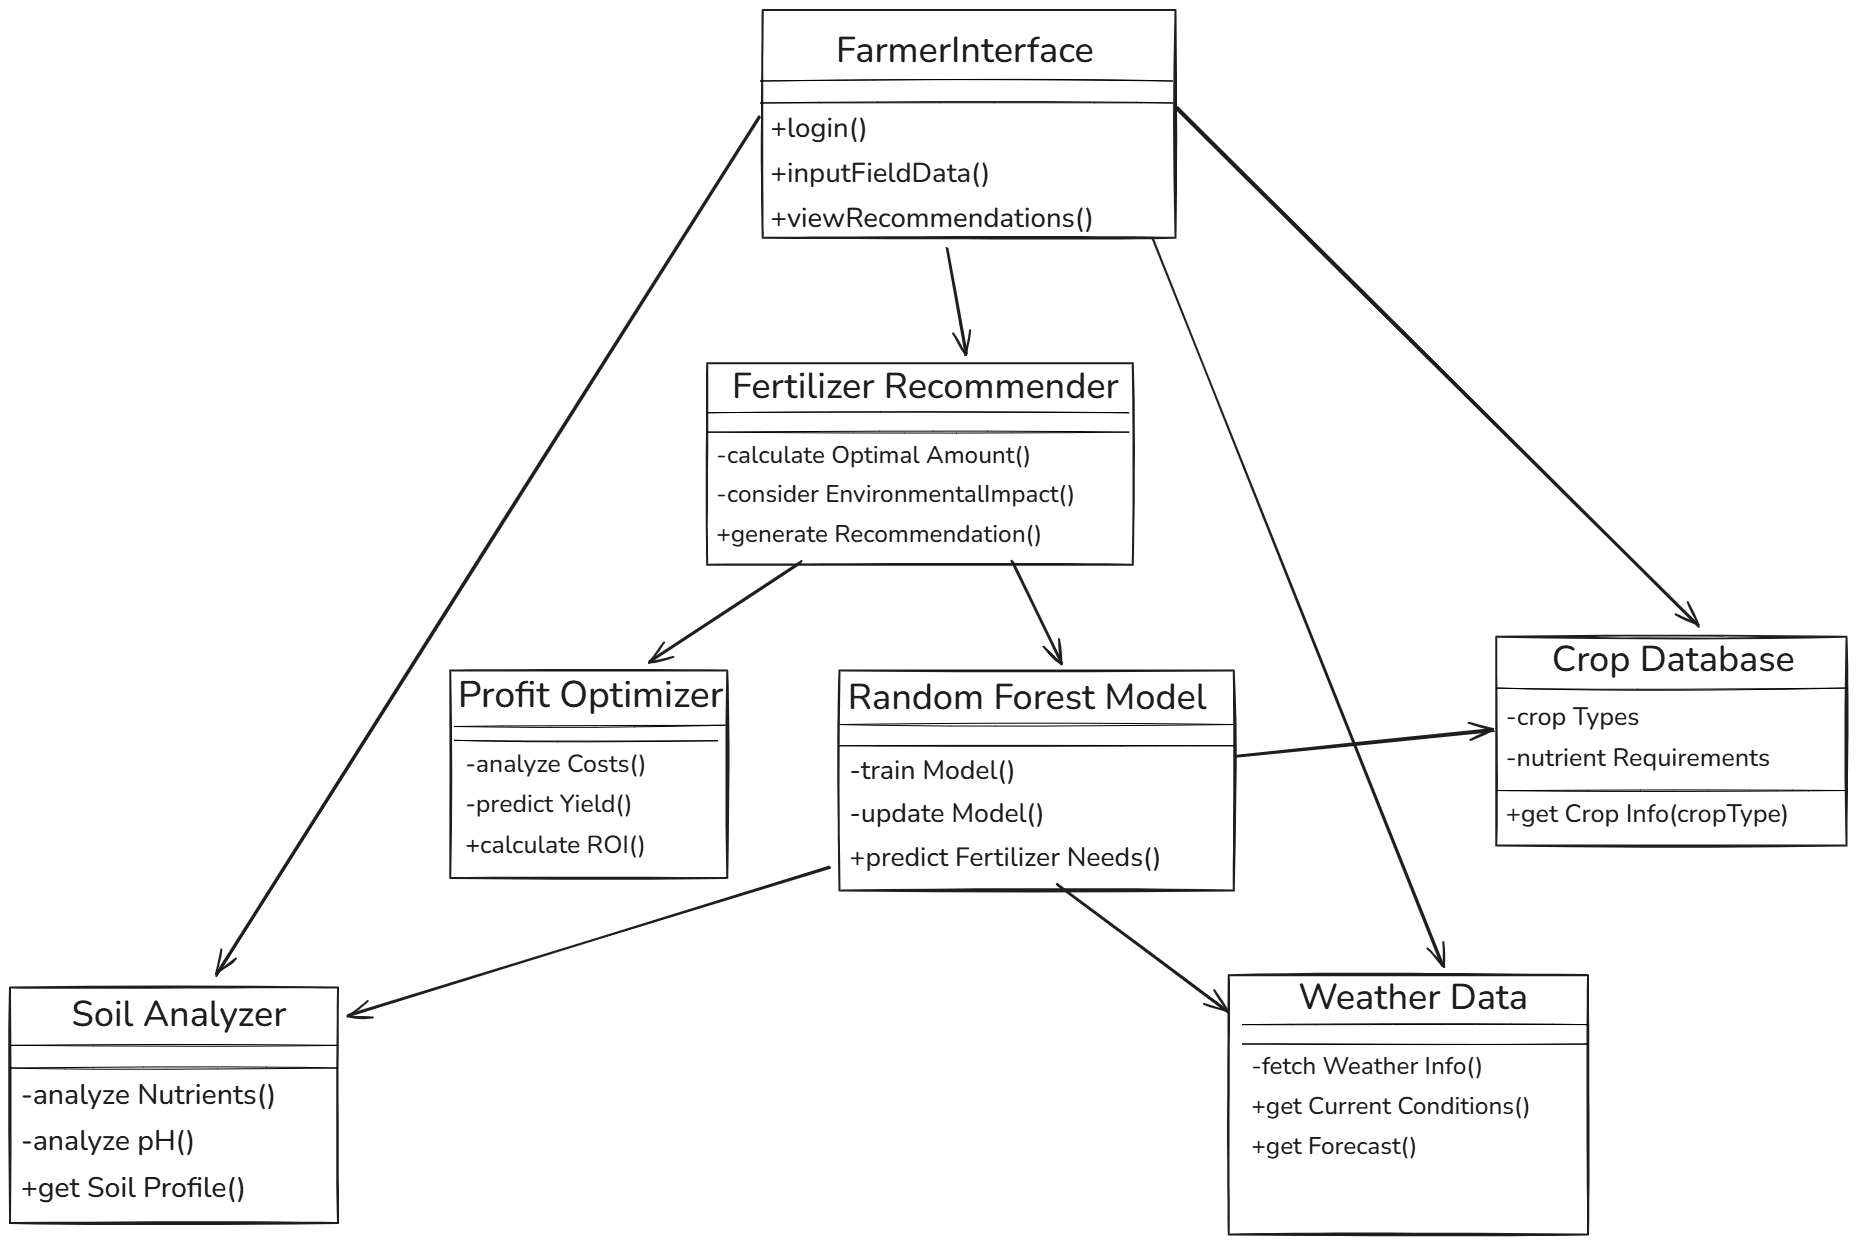 FarmerInterface
+login()
+inputFieldData()
+viewRecommendations()
Fertilizer Recommender
-calculate Optimal Amount()
-consider EnvironmentalImpact()
+generate Recommendation()
Profit Optimizer
-analyze Costs()
-predict Yield()
+calculate ROI()
Random Forest Model
-train Model()
-update Model()
+predict Fertilizer Needs()
Crop Database
-crop Types
-nutrient Requirements
+get Crop Info(cropType)
Soil Analyzer
-analyze Nutrients()
-analyze pH()
+get Soil Profile()
Weather Data
-fetch Weather Info()
+get Current Conditions()
+get Forecast()